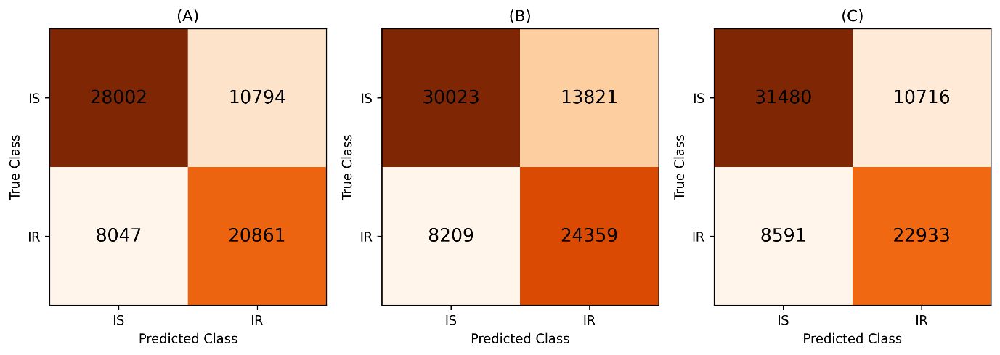 (A)
True Class
IS
28002
10794
IR
8047
20861
IS
IR
Predicted Class
(B)
True Class
IS
30023
13821
IR
8209
24359
IS
IR
Predicted Class
(C)
True Class
IS
31480
10716
IR
8591
22933
IS
IR
Predicted Class